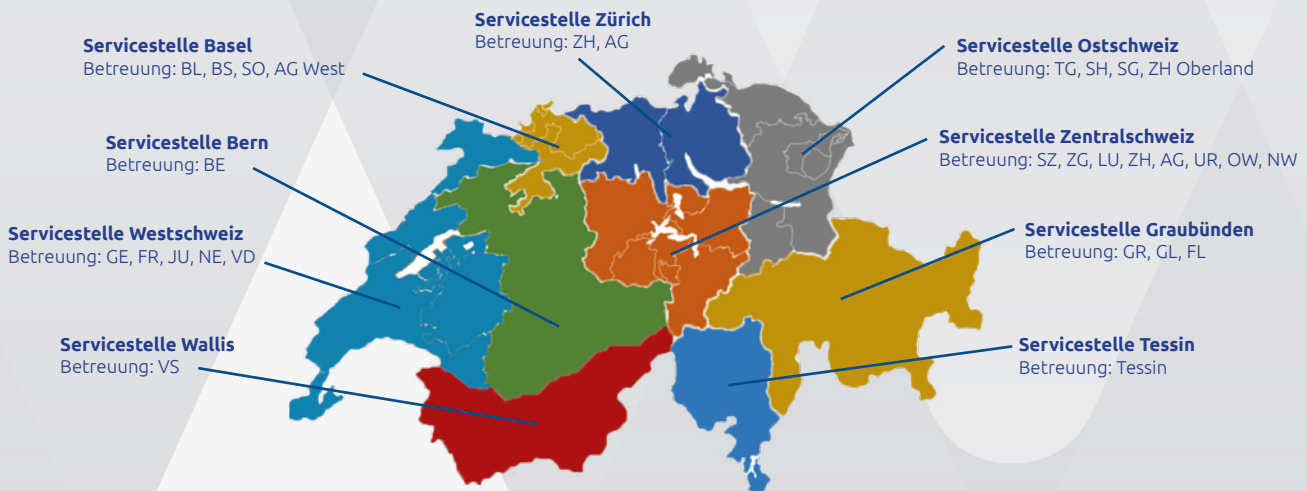 Servicestelle Zürich
Betreuung: ZH, AG
Servicestelle Basel
Betreuung: BL, BS, SO, AG West
Servicestelle Ostschweiz
Betreuung: TG, SH, SG, ZH Oberland
Servicestelle Bern
Betreuung: BE
Servicestelle Zentralschweiz
Betreuung: SZ, ZG, LU, ZH, AG, UR, OW, NW
Servicestelle Westschweiz
Betreuung: GE, FR, JU, NE, VD
Servicestelle Graubünden
Betreuung: GR, GL, FL
Servicestelle Wallis
Betreuung: VS
Servicestelle Tessin
Betreuung: Tessin